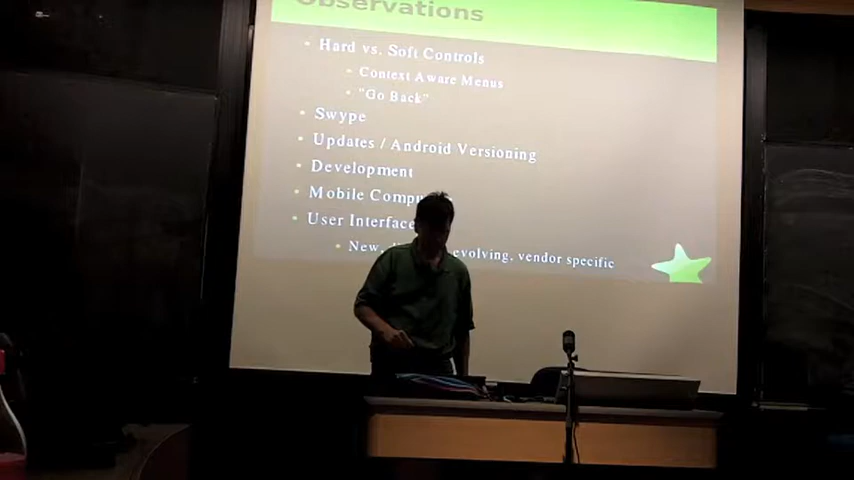 Observations
Hard vs. Soft Controls
Context Aware Menus
"Go Back"
Swype
Updates / Android Versioning
Development
Mobile
User Interface
New, evolving, vendor specific